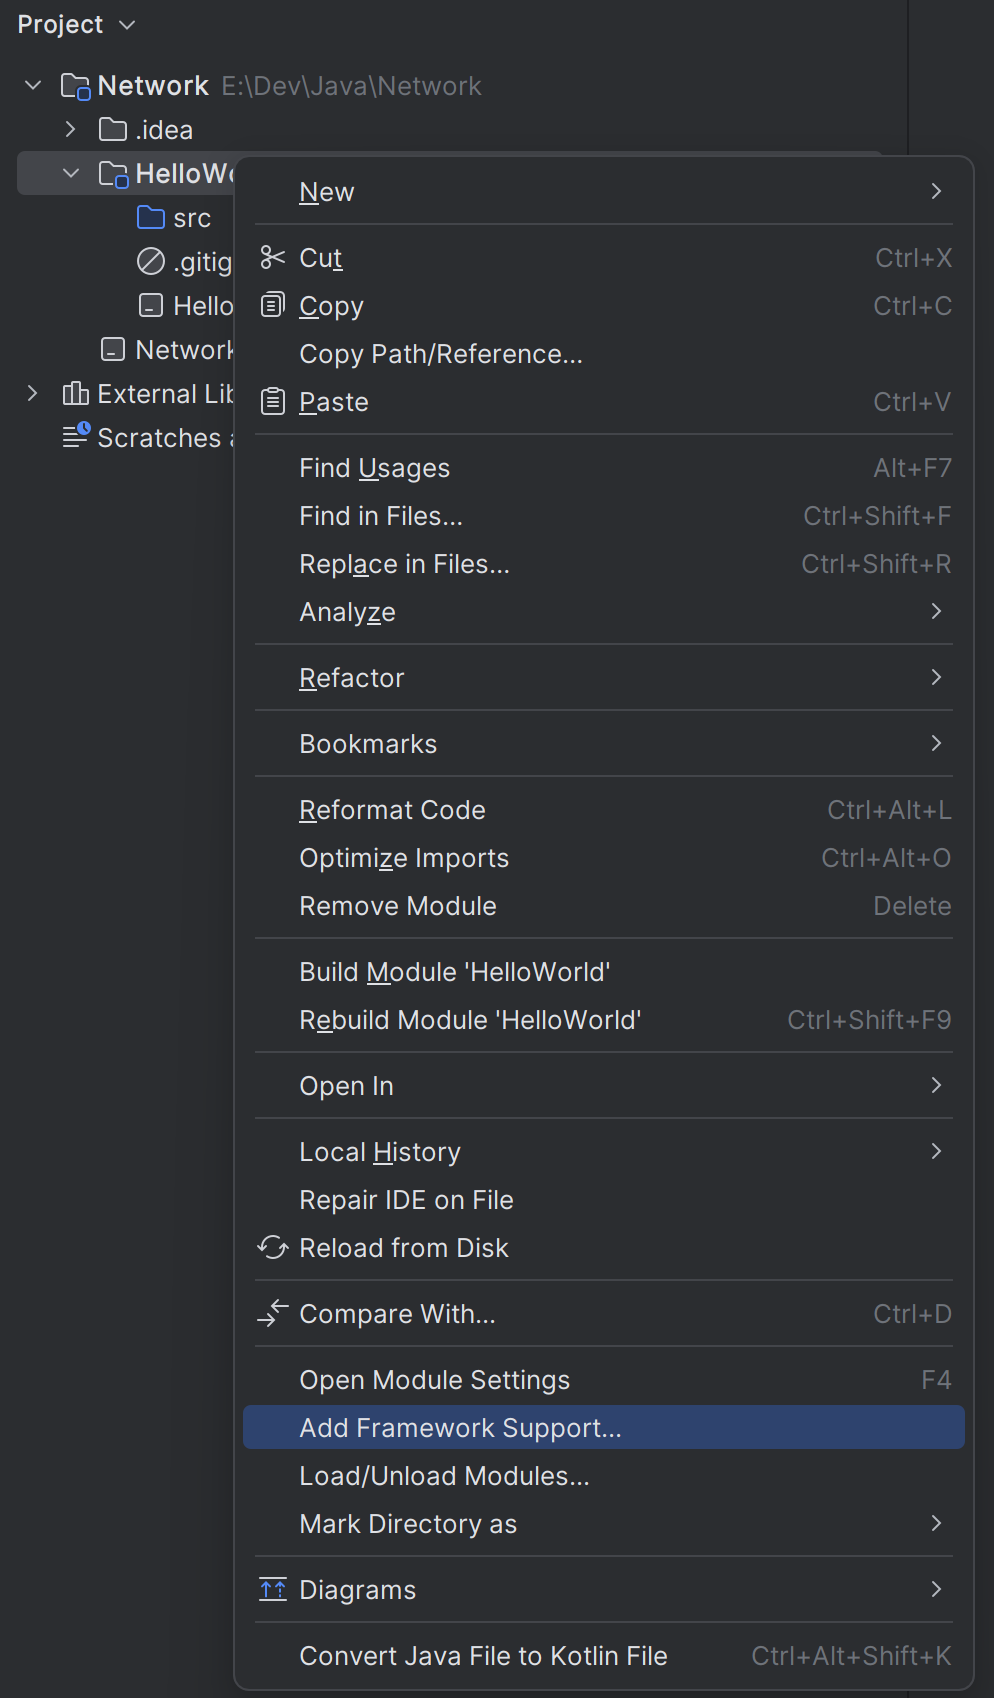 Project
Network E:\Dev\Java\Network
.idea
HelloWo
src
.gitig
Hello
Network
External Lib
Scratches a
New
Cut Ctrl+X
Copy Ctrl+C
Copy Path/Reference...
Paste Ctrl+V
Find Usages Alt+F7
Find in Files... Ctrl+Shift+F
Replace in Files... Ctrl+Shift+R
Analyze
Refactor
Bookmarks
Reformat Code Ctrl+Alt+L
Optimize Imports Ctrl+Alt+O
Remove Module Delete
Build Module 'HelloWorld'
Rebuild Module 'HelloWorld' Ctrl+Shift+F9
Open In
Local History
Repair IDE on File
Reload from Disk
Compare With... Ctrl+D
Open Module Settings F4
Add Framework Support...
Load/Unload Modules...
Mark Directory as
Diagrams
Convert Java File to Kotlin File Ctrl+Alt+Shift+K